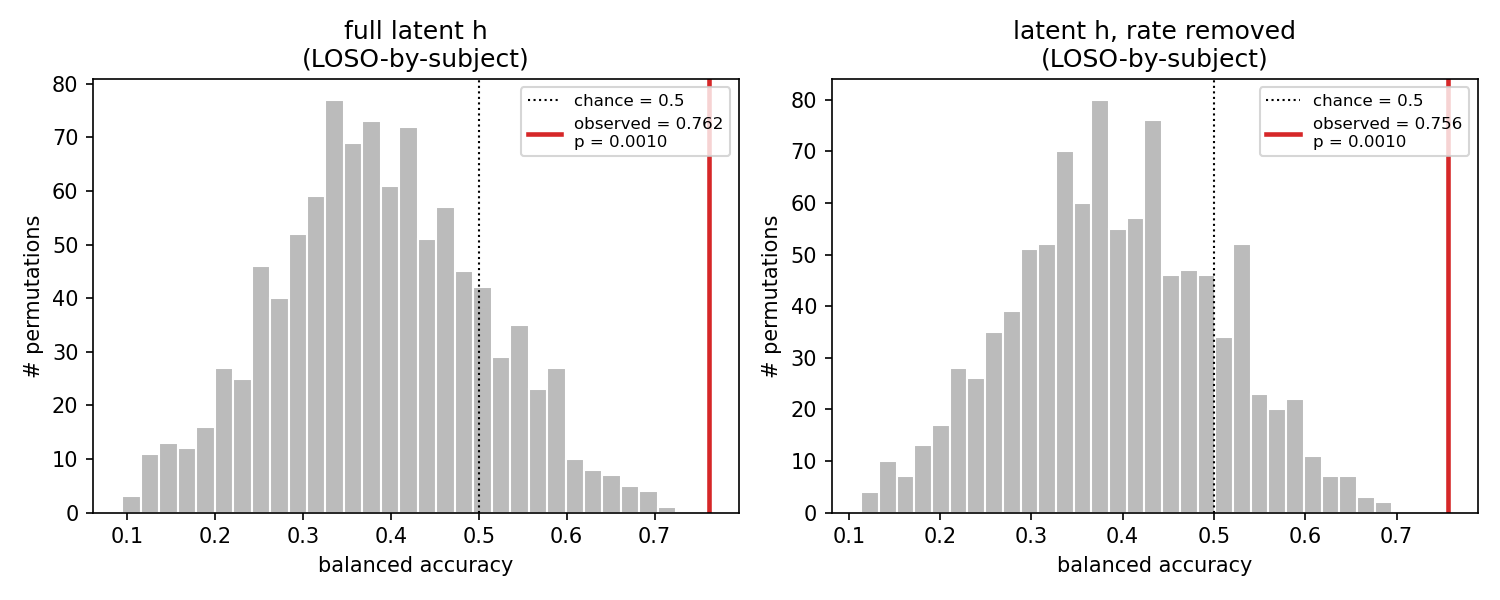 full latent h
(LOSO-by-subject)
80
70
60
50
40
30
20
10
0
# permutations
chance = 0.5
observed = 0.762
p = 0.0010
0.1 0.2 0.3 0.4 0.5 0.6 0.7
balanced accuracy
latent h, rate removed
(LOSO-by-subject)
80
70
60
50
40
30
20
10
0
# permutations
chance = 0.5
observed = 0.756
p = 0.0010
0.1 0.2 0.3 0.4 0.5 0.6 0.7
balanced accuracy